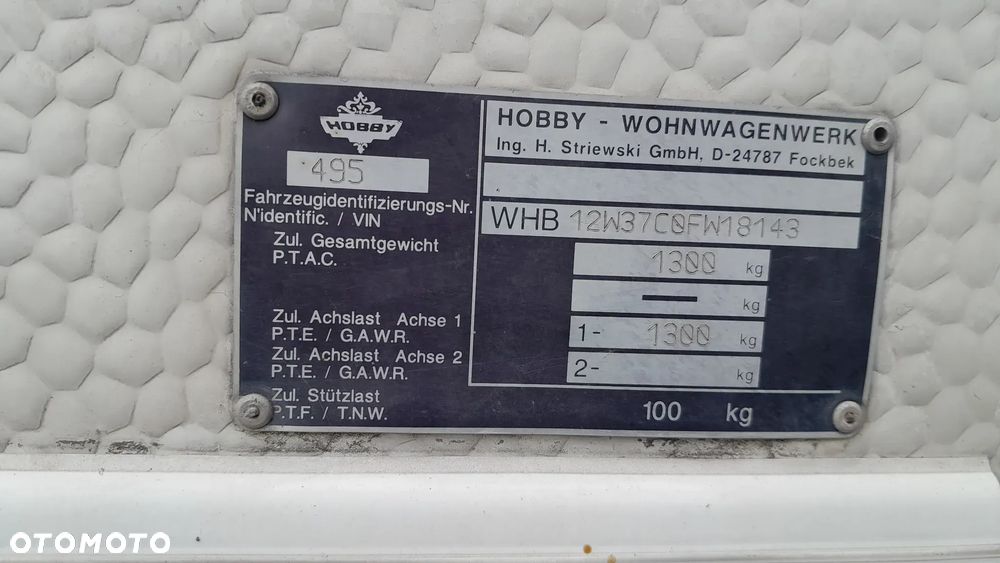 HOBBY
495
HOBBY - WOHNWAGENWERK
Ing. H. Striewski GmbH, D-24787 Fockbek
Fahrzeugidentifizierungs-Nr.
N'identific. / VIN
WHB 12W37C0FW18143
Zul. Gesamtgewicht
P.T.A.C.
1300 kg
— kg
Zul. Achslast Achse 1
P.T.E. / G.A.W.R.
1- 1300 kg
Zul. Achslast Achse 2
P.T.E. / G.A.W.R.
2- kg
Zul. Stützlast
P.T.F. / T.N.W.
100 kg
OTOMOTO